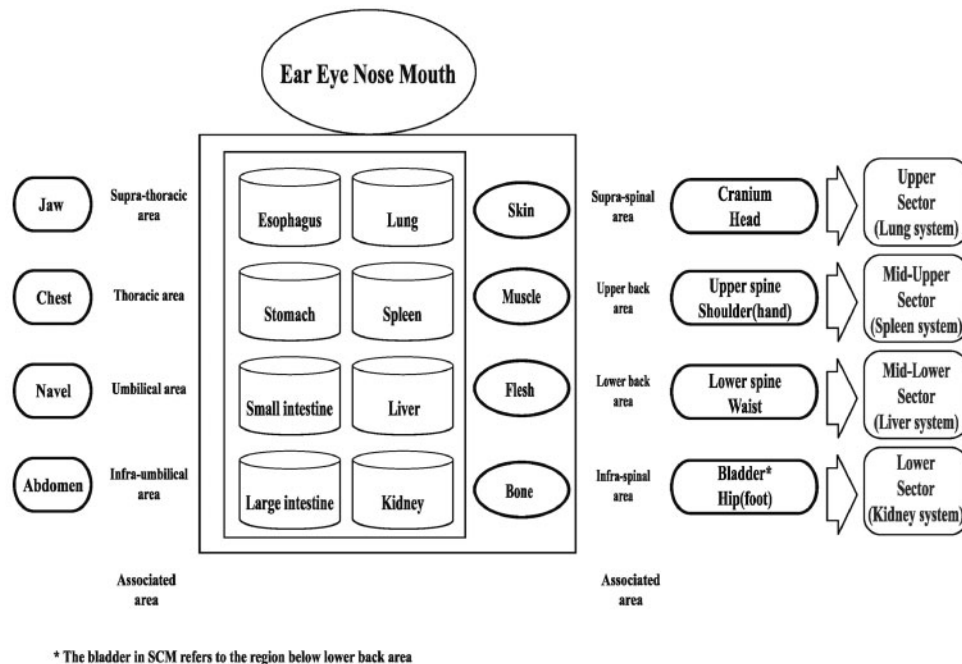 Ear Eye Nose Mouth
Jaw
Supra-thoracic
area
Esophagus
Lung
Skin
Supra-spinal
area
Cranium
Head
Upper
Sector
(Lung system)
Chest
Thoracic area
Stomach
Spleen
Muscle
Upper back
area
Upper spine
Shoulder(hand)
Mid-Upper
Sector
(Spleen system)
Navel
Umbilical area
Small intestine
Liver
Flesh
Lower back
area
Lower spine
Waist
Mid-Lower
Sector
(Liver system)
Abdomen
Infra-umbilical
area
Large intestine
Kidney
Bone
Infra-spinal
area
Bladder*
Hip(foot)
Lower
Sector
(Kidney system)
Associated
area
Associated
area
* The bladder in SCM refers to the region below lower back area